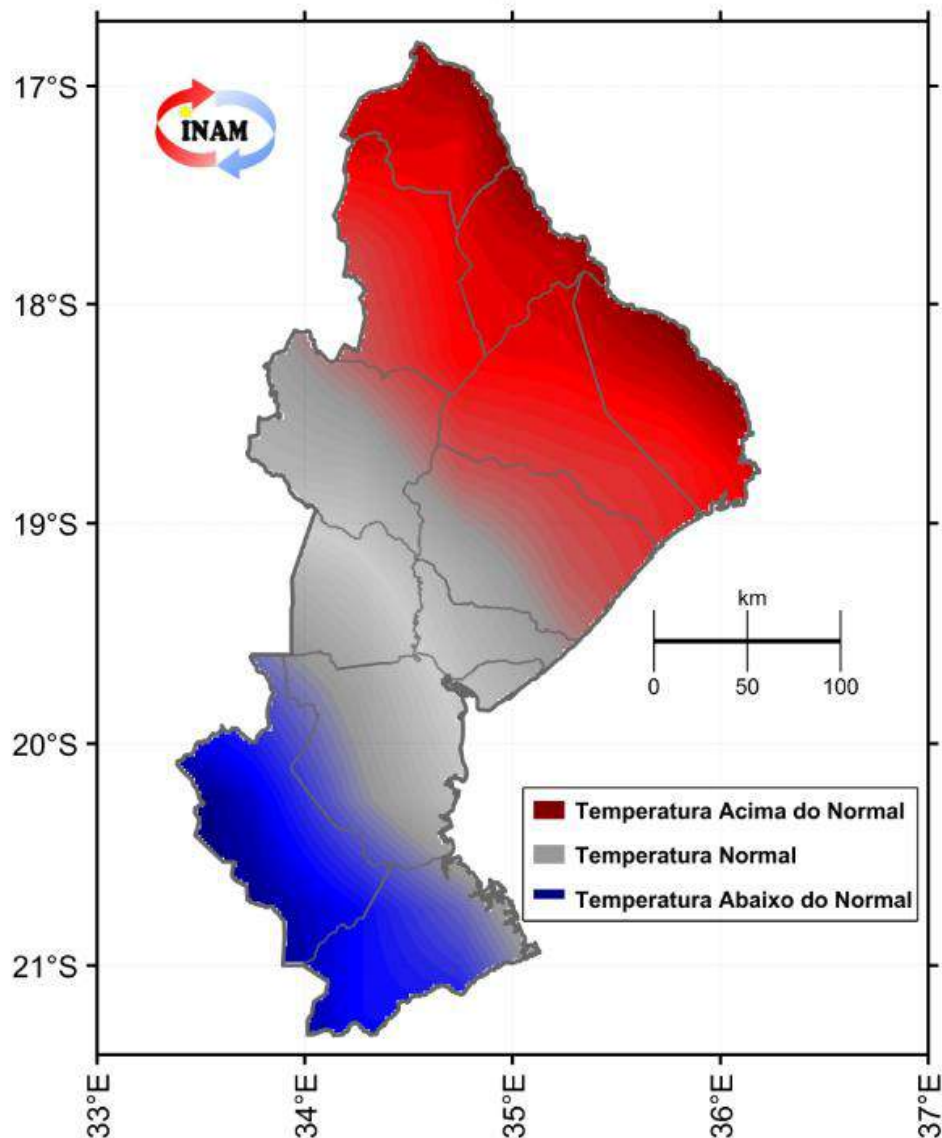 17°S
INAM
18°S
19°S
km
0 50 100
20°S
Temperatura Acima do Normal
Temperatura Normal
Temperatura Abaixo do Normal
21°S
33°E 34°E 35°E 36°E 37°E